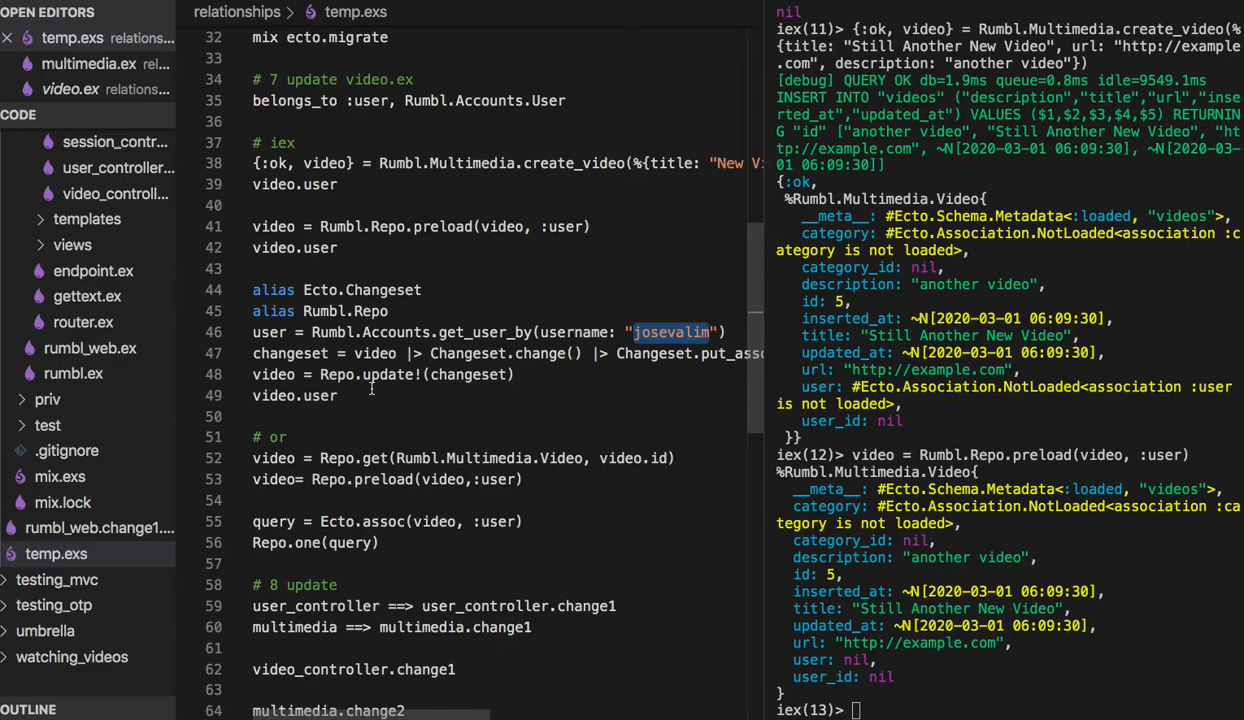 OPEN EDITORS
temp.exs relations...
multimedia.ex rel...
video.ex relations...
CODE
session_contr...
user_controller...
video_controll...
templates
views
endpoint.ex
gettext.ex
router.ex
rumbl_web.ex
rumbl.ex
priv
test
.gitignore
mix.exs
mix.lock
rumbl_web.change1....
temp.exs
testing_mvc
testing_otp
umbrella
watching_videos
OUTLINE
relationships > temp.exs
32 mix ecto.migrate
33
34 # 7 update video.ex
35 belongs_to :user, Rumbl.Accounts.User
36
37 # iex
38 {:ok, video} = Rumbl.Multimedia.create_video(%{title: "New Vi
39 video.user
40
41 video = Rumbl.Repo.preload(video, :user)
42 video.user
43
44 alias Ecto.Changeset
45 alias Rumbl.Repo
46 user = Rumbl.Accounts.get_user_by(username: "josevalim")
47 changeset = video |> Changeset.change() |> Changeset.put_asso
48 video = Repo.update!(changeset)
49 video.user
50
51 # or
52 video = Repo.get(Rumbl.Multimedia.Video, video.id)
53 video= Repo.preload(video,:user)
54
55 query = Ecto.assoc(video, :user)
56 Repo.one(query)
57
58 # 8 update
59 user_controller ==> user_controller.change1
60 multimedia ==> multimedia.change1
61
62 video_controller.change1
63
64 multimedia.change2
nil
iex(11)> {:ok, video} = Rumbl.Multimedia.create_video(%
{title: "Still Another New Video", url: "http://example
.com", description: "another video"})
[debug] QUERY OK db=1.9ms queue=0.8ms idle=9549.1ms
INSERT INTO "videos" ("description","title","url","inse
rted_at","updated_at") VALUES ($1,$2,$3,$4,$5) RETURNIN
G "id" ["another video", "Still Another New Video", "ht
tp://example.com", ~N[2020-03-01 06:09:30], ~N[2020-03-
01 06:09:30]]
{:ok,
%Rumbl.Multimedia.Video{
__meta__: #Ecto.Schema.Metadata<:loaded, "videos">,
category: #Ecto.Association.NotLoaded<association :c
ategory is not loaded>,
category_id: nil,
description: "another video",
id: 5,
inserted_at: ~N[2020-03-01 06:09:30],
title: "Still Another New Video",
updated_at: ~N[2020-03-01 06:09:30],
url: "http://example.com",
user: #Ecto.Association.NotLoaded<association :user
is not loaded>,
user_id: nil
}}
iex(12)> video = Rumbl.Repo.preload(video, :user)
%Rumbl.Multimedia.Video{
__meta__: #Ecto.Schema.Metadata<:loaded, "videos">,
category: #Ecto.Association.NotLoaded<association :ca
tegory is not loaded>,
category_id: nil,
description: "another video",
id: 5,
inserted_at: ~N[2020-03-01 06:09:30],
title: "Still Another New Video",
updated_at: ~N[2020-03-01 06:09:30],
url: "http://example.com",
user: nil,
user_id: nil
}
iex(13)>